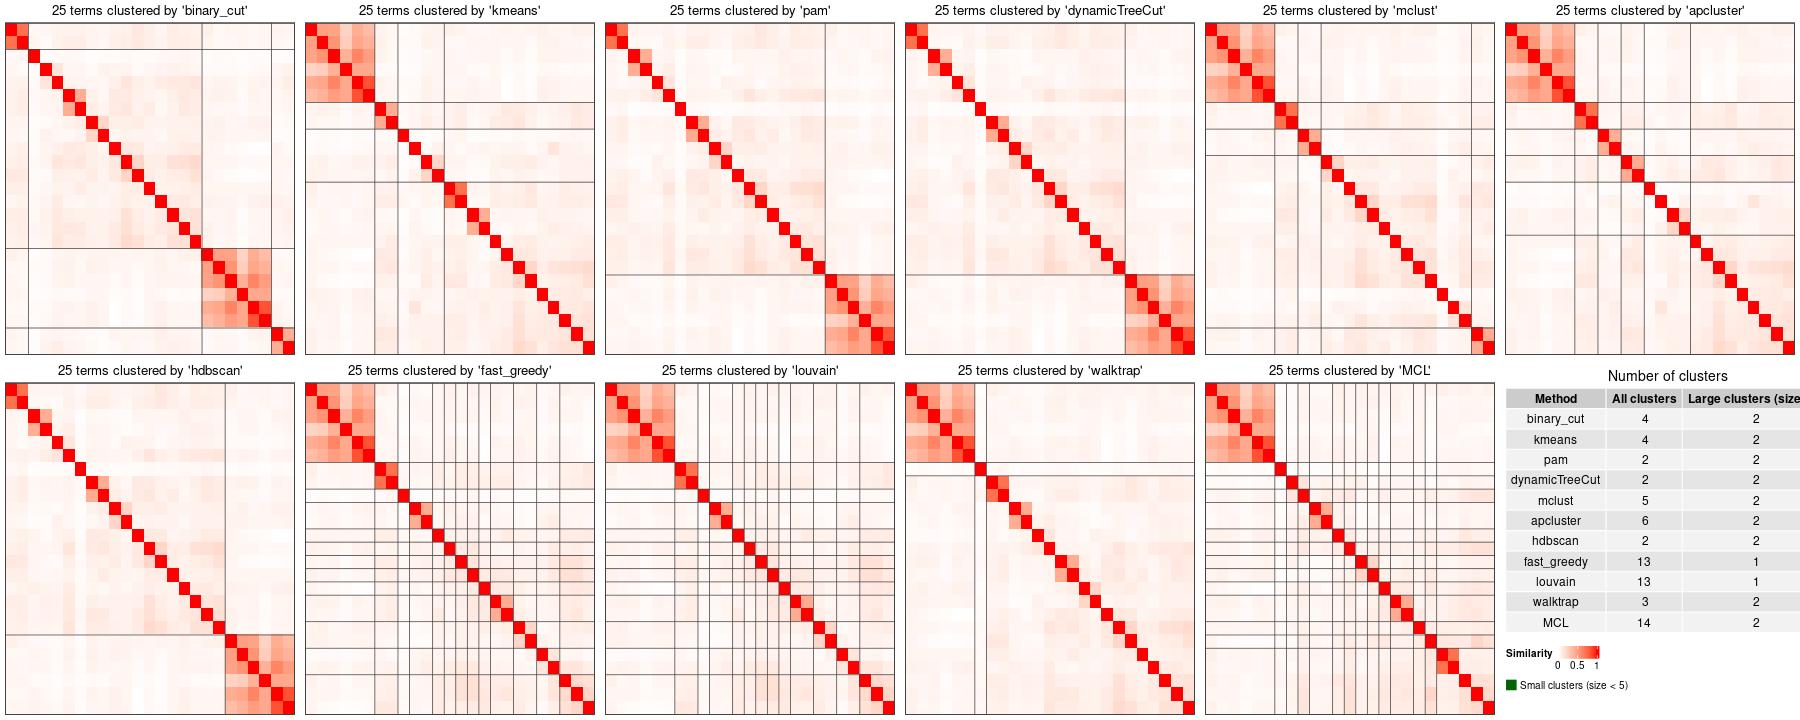 25 terms clustered by 'binary_cut'
25 terms clustered by 'kmeans'
25 terms clustered by 'pam'
25 terms clustered by 'dynamicTreeCut'
25 terms clustered by 'mclust'
25 terms clustered by 'apcluster'
25 terms clustered by 'hdbscan'
25 terms clustered by 'fast_greedy'
25 terms clustered by 'louvain'
25 terms clustered by 'walktrap'
25 terms clustered by 'MCL'
Number of clusters
Method All clusters Large clusters (size
binary_cut 4 2
kmeans 4 2
pam 2 2
dynamicTreeCut 2 2
mclust 5 2
apcluster 6 2
hdbscan 2 2
fast_greedy 13 1
louvain 13 1
walktrap 3 2
MCL 14 2
Similarity
0 0.5 1
Small clusters (size < 5)